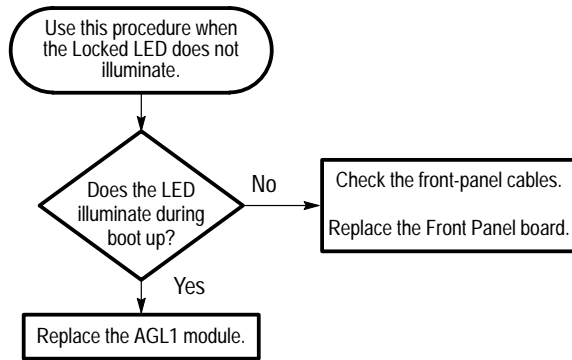 Use this procedure when
the Locked LED does not
illuminate.
Does the LED
illuminate during
boot up?
No
Check the front-panel cables.
Replace the Front Panel board.
Yes
Replace the AGL1 module.